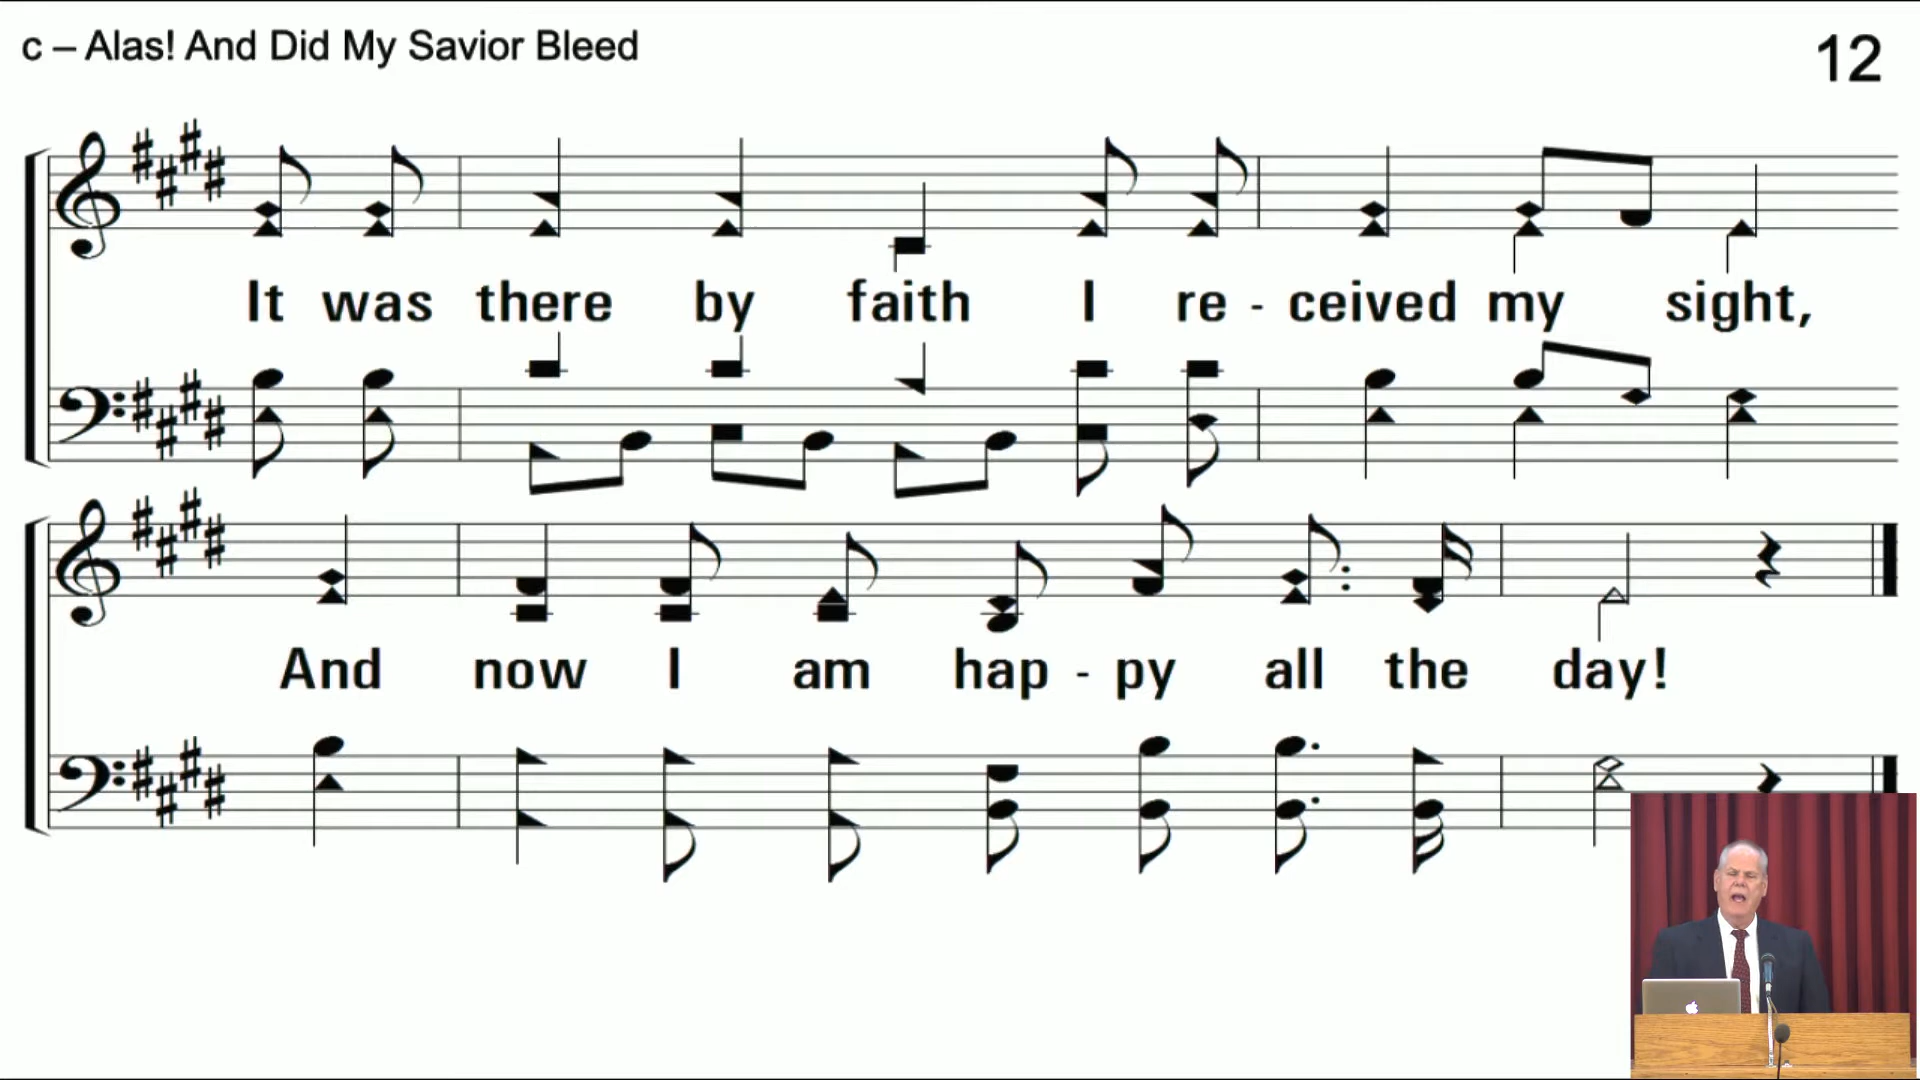 c – Alas! And Did My Savior Bleed
12
It was there by faith I re - ceived my sight,
And now I am hap - py all the day!